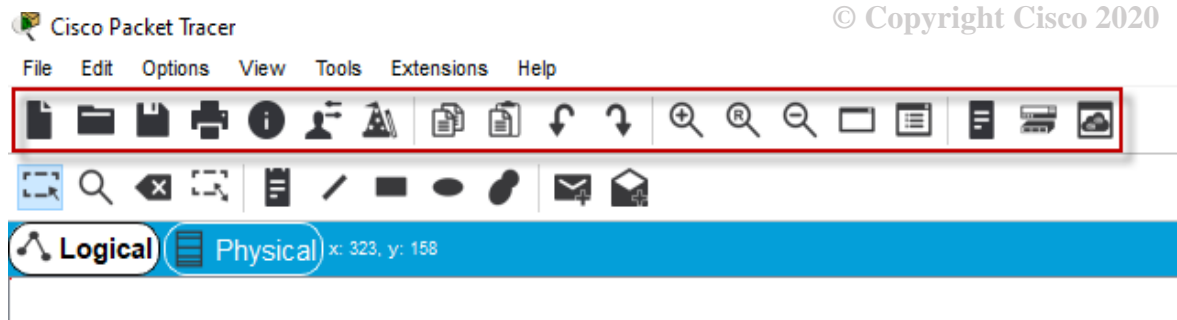 Cisco Packet Tracer
© Copyright Cisco 2020
File Edit Options View Tools Extensions Help
R
Logical Physical x: 323, y: 158